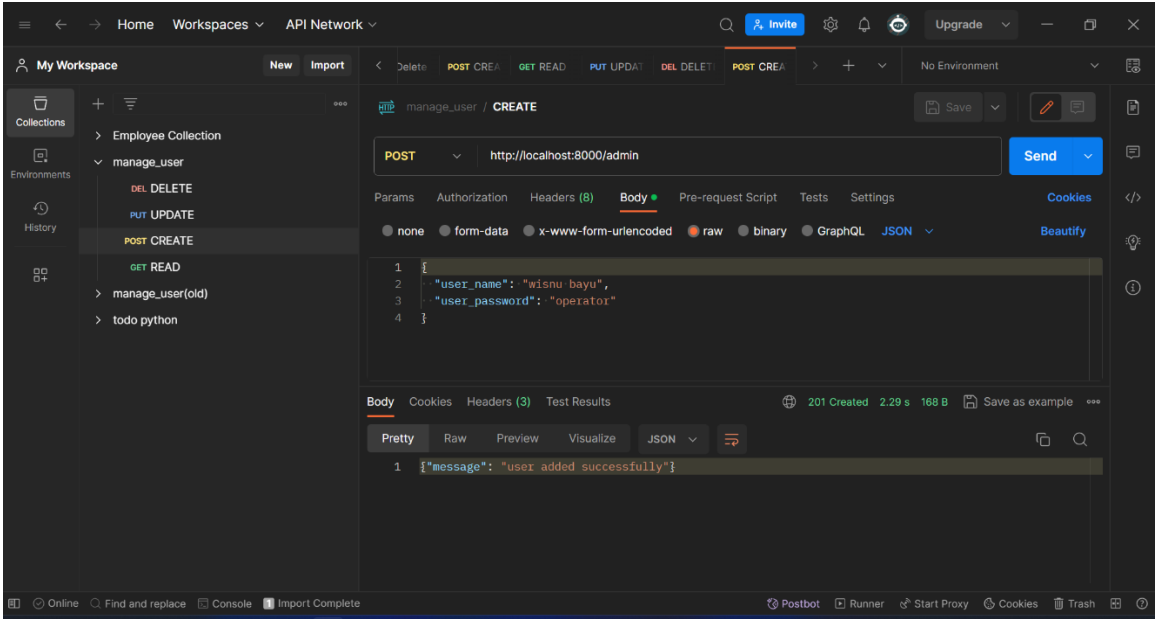 Home Workspaces API Network Invite Upgrade
My Workspace New Import Delete POST CREA GET READ PUT UPDAT DEL DELET POST CREA No Environment
Collections
Environments
History
Employee Collection
manage_user
DEL DELETE
PUT UPDATE
POST CREATE
GET READ
manage_user(old)
todo python
HTTP manage_user / CREATE Save
POST http://localhost:8000/admin Send
Params Authorization Headers (8) Body Pre-request Script Tests Settings Cookies
none form-data x-www-form-urlencoded raw binary GraphQL JSON Beautify
1 {
2 "user_name": "wisnu bayu",
3 "user_password": "operator"
4 }
Body Cookies Headers (3) Test Results 201 Created 2.29 s 168 B Save as example
Pretty Raw Preview Visualize JSON
1 {"message": "user added successfully"}
Online Find and replace Console 1 Import Complete Postbot Runner Start Proxy Cookies Trash